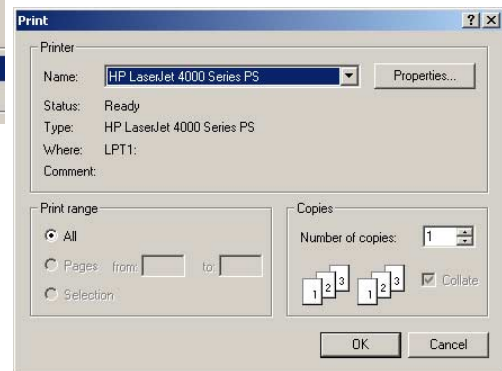 Print
Printer
Name: HP LaserJet 4000 Series PS Properties...
Status: Ready
Type: HP LaserJet 4000 Series PS
Where: LPT1:
Comment:
Print range Copies
All Number of copies: 1
Pages from: to:
1 2 3 1 2 3 Collate
Selection
OK Cancel